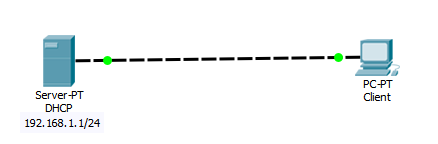 Server-PT
DHCP
192.168.1.1/24
PC-PT
Client